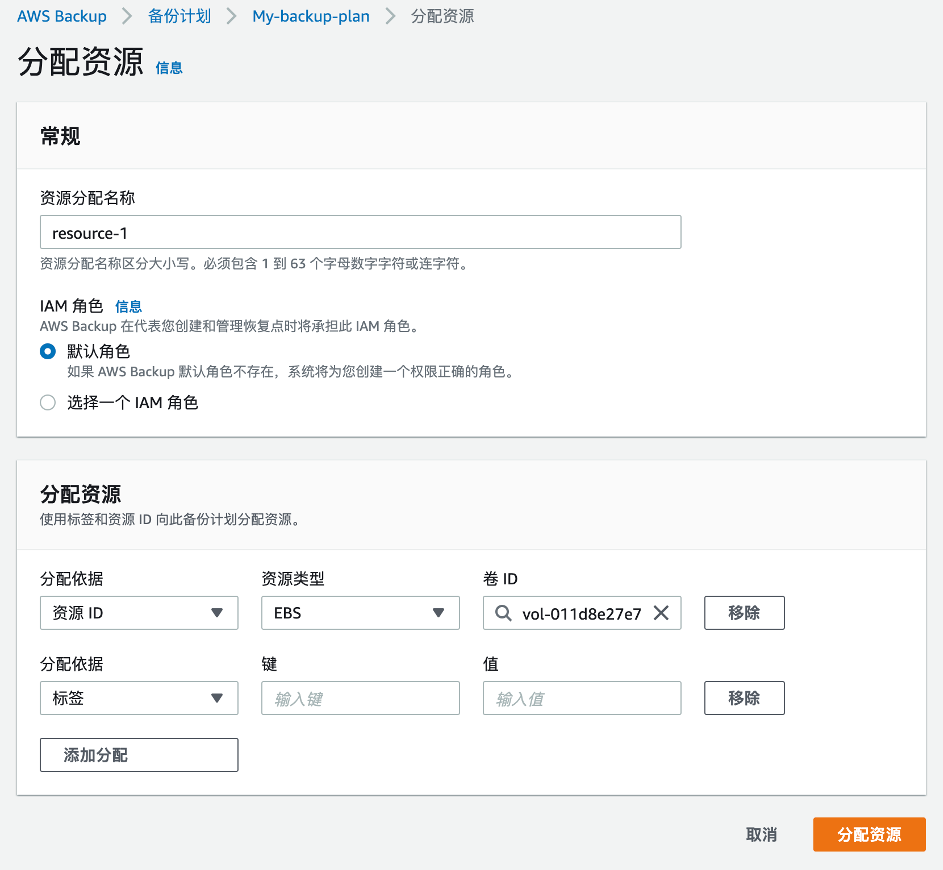 AWS Backup > 备份计划 > My-backup-plan > 分配资源
分配资源 信息
常规
资源分配名称
resource-1
资源分配名称区分大小写。必须包含 1 到 63 个字母数字字符或连字符。
IAM 角色 信息
AWS Backup 在代表您创建和管理恢复点时将承担此 IAM 角色。
默认角色
如果 AWS Backup 默认角色不存在，系统将为您创建一个权限正确的角色。
选择一个 IAM 角色
分配资源
使用标签和资源 ID 向此备份计划分配资源。
分配依据 资源类型 卷 ID
资源 ID EBS vol-011d8e27e7 移除
分配依据 键 值
标签 输入键 输入值 移除
添加分配
取消 分配资源